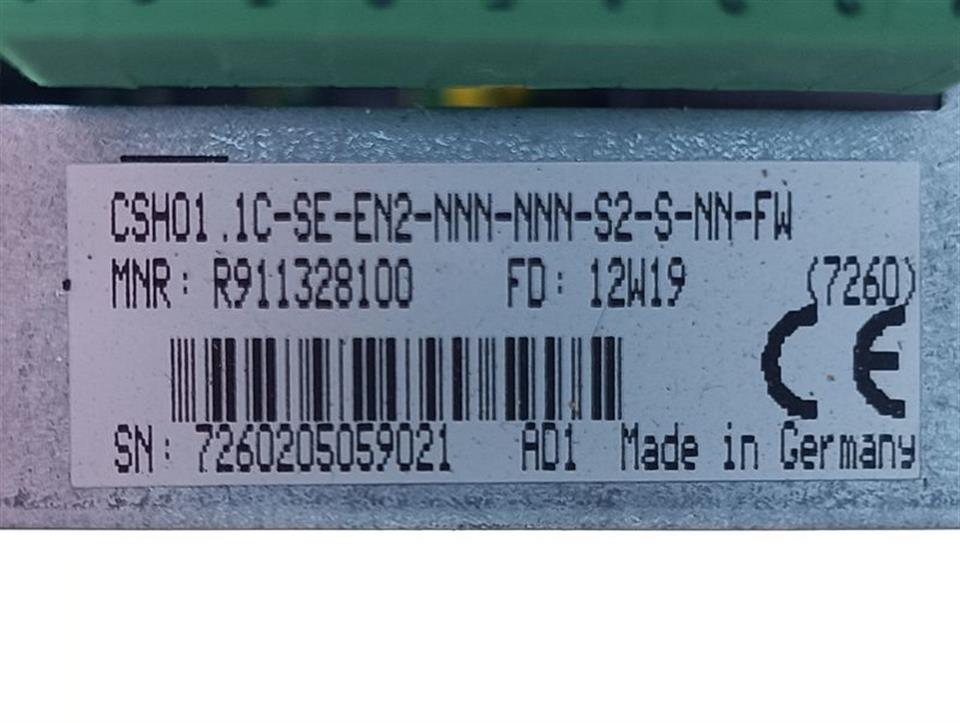 CSH01.1C-SE-EN2-NNN-NNN-S2-S-NN-FW
MNR: R911328100 FD: 12W19 (7260)
CE
SN: 7260205059021 A01 Made in Germany